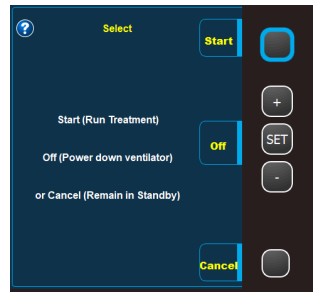 ?
Select
Start
Start (Run Treatment)
Off (Power down ventilator)
or Cancel (Remain in Standby)
Off
Cancel
+
SET
-